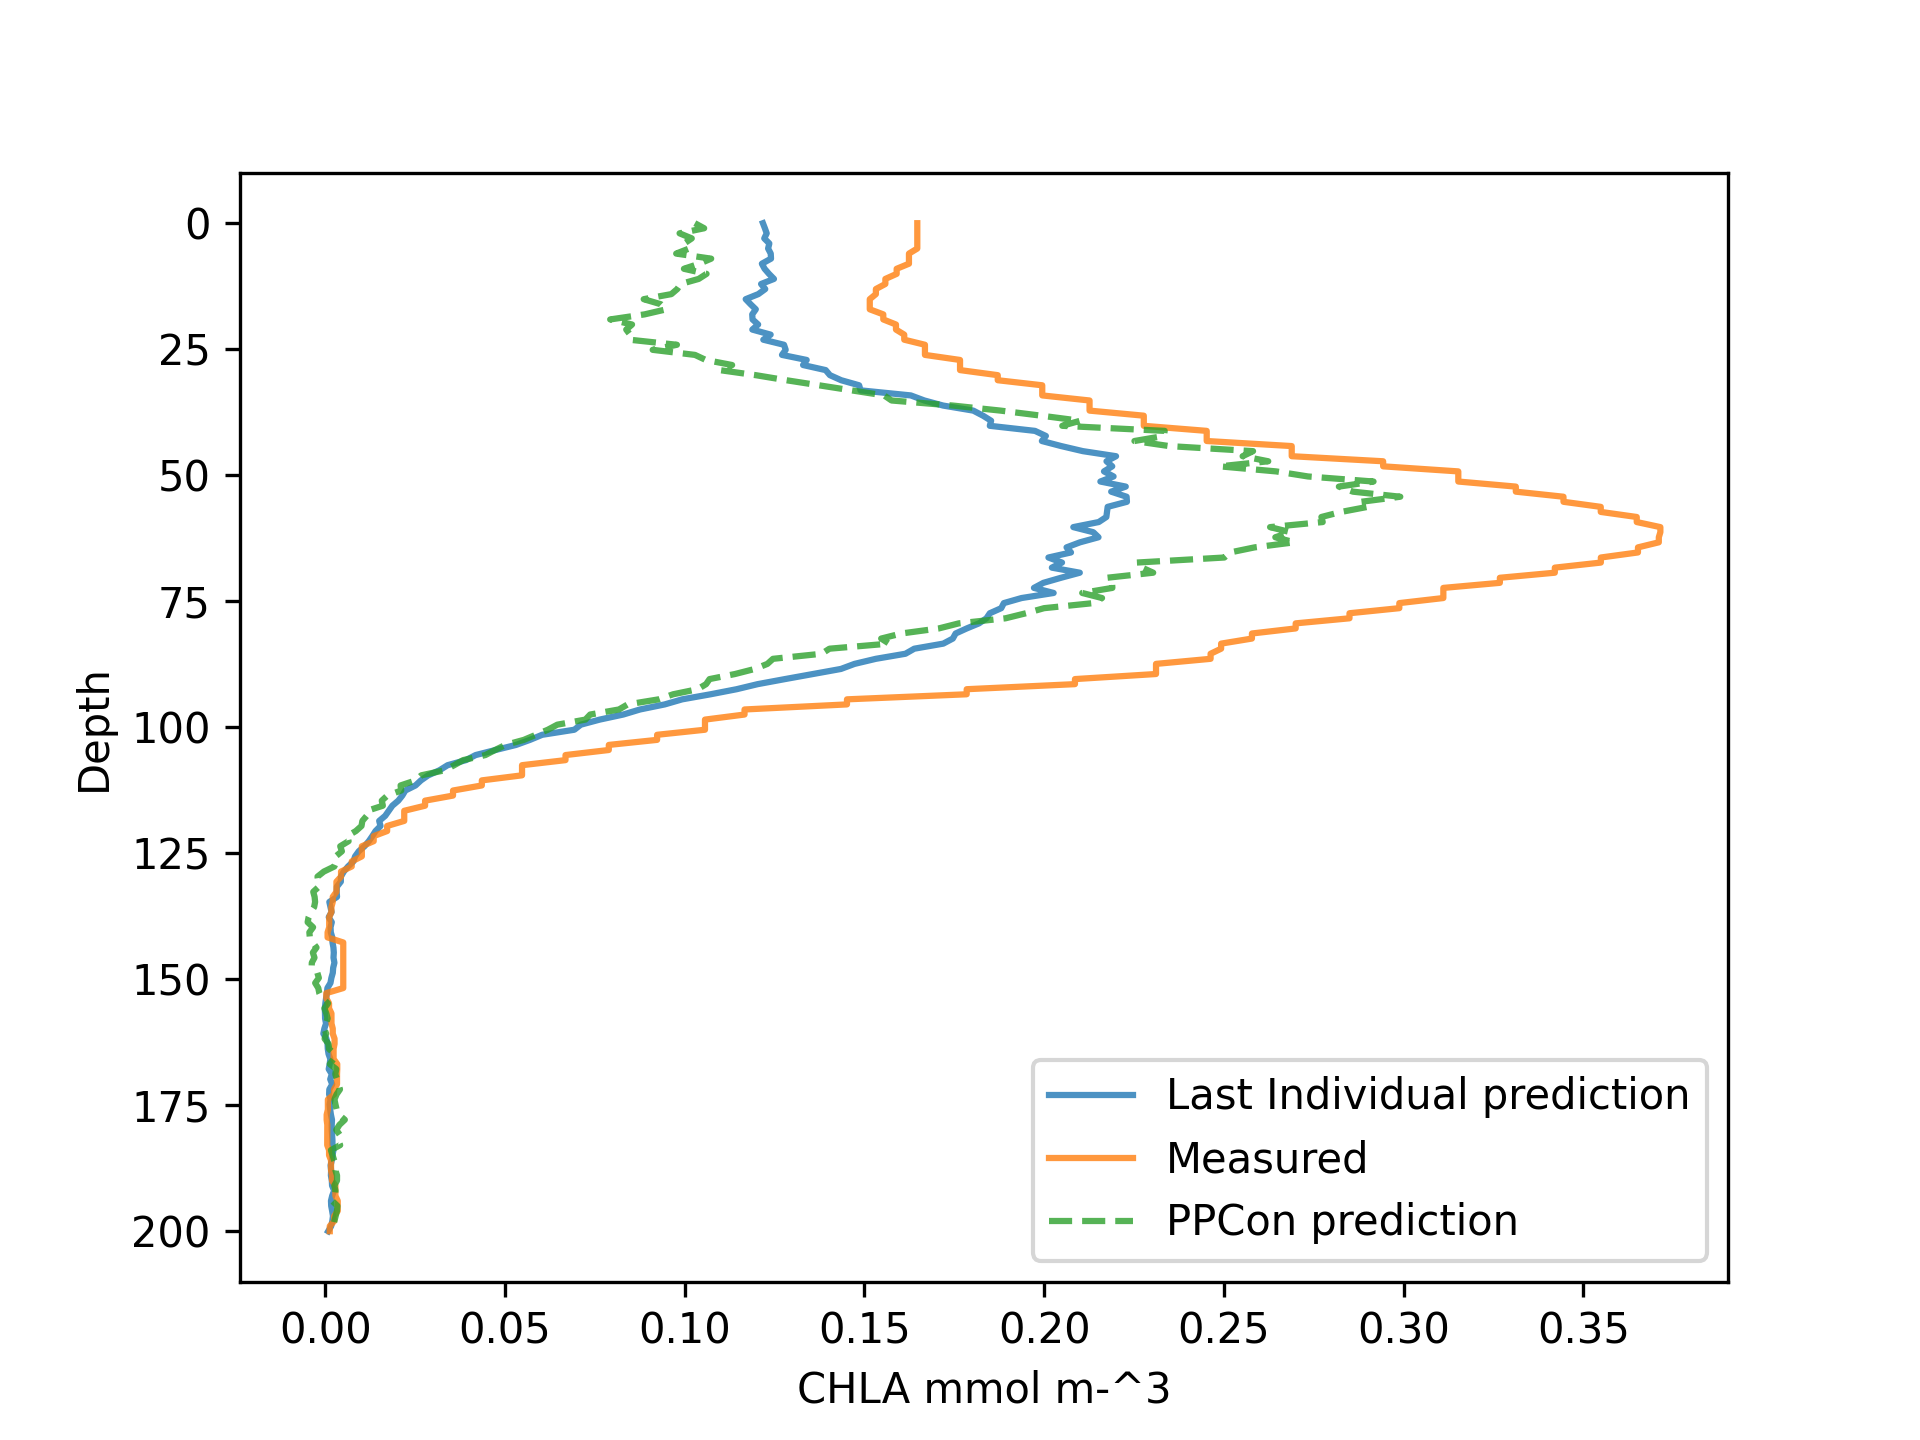 0
25
50
75
100
125
150
175
200
Depth
0.00 0.05 0.10 0.15 0.20 0.25 0.30 0.35
CHLA mmol m-^3
Last Individual prediction
Measured
PPCon prediction